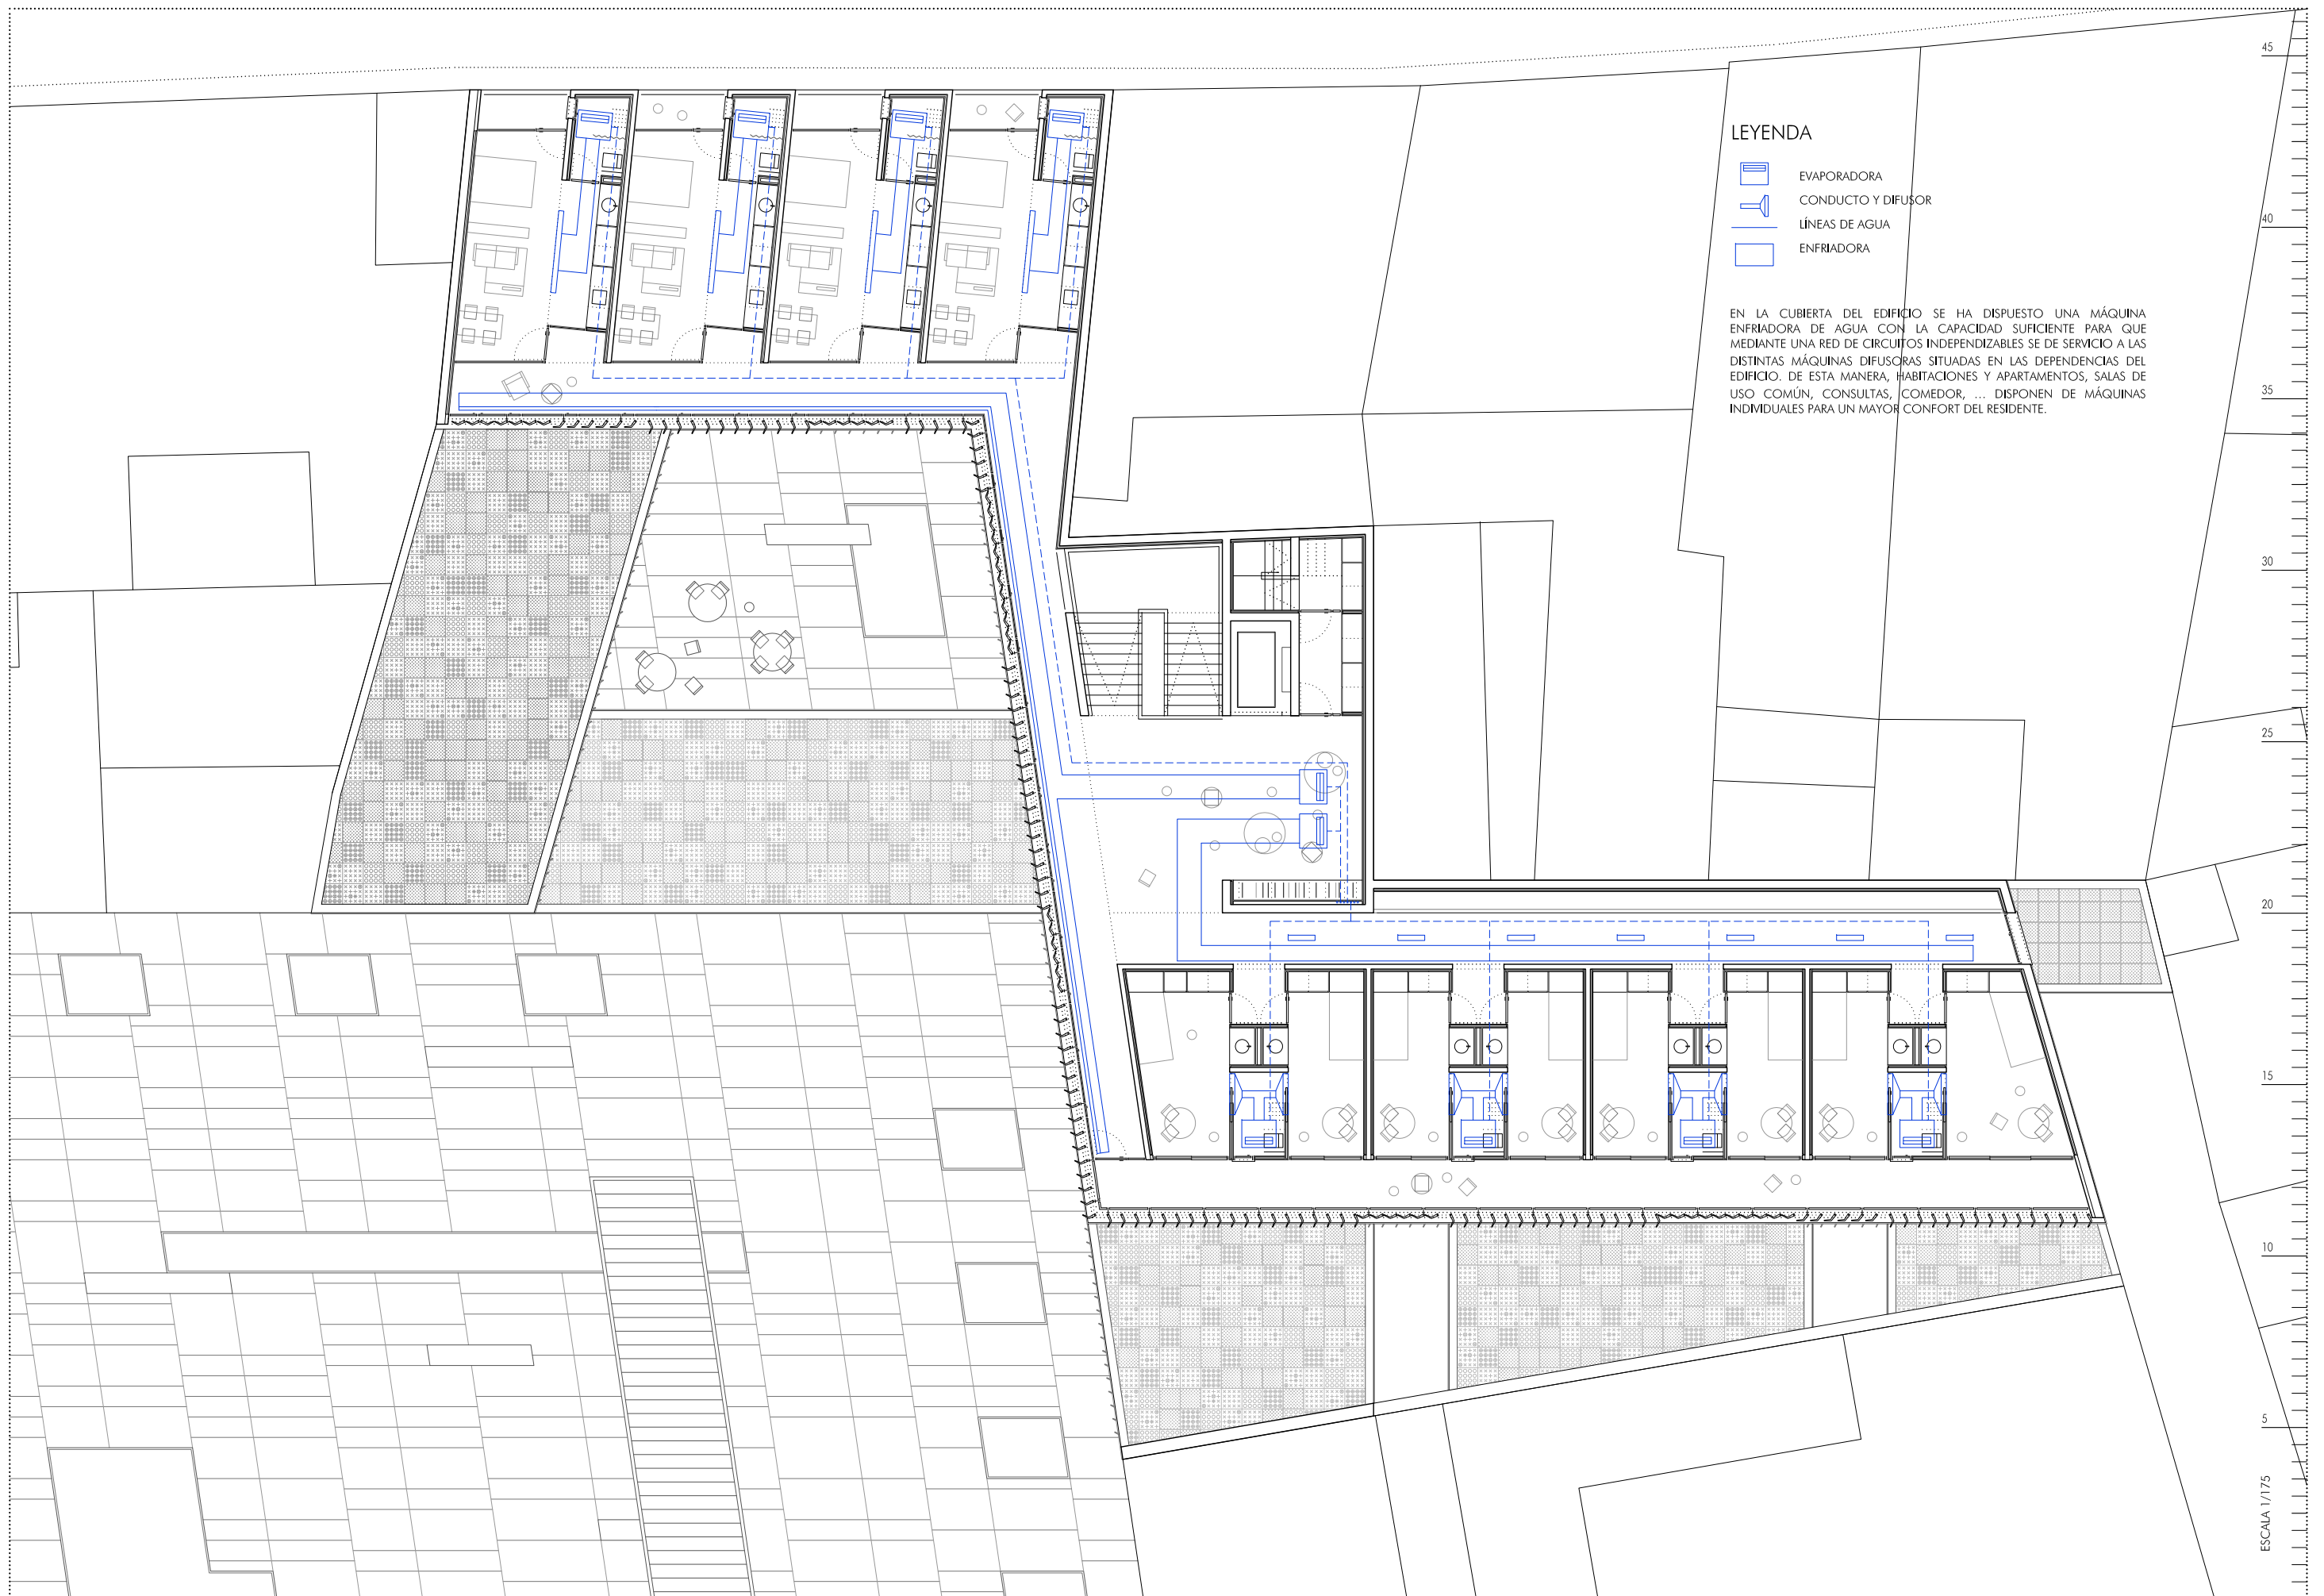 LEYENDA
EVAPORADORA
CONDUCTO Y DIFUSOR
LÍNEAS DE AGUA
ENFRIADORA
EN LA CUBIERTA DEL EDIFICIO SE HA DISPUESTO UNA MÁQUINA
ENFRIADORA DE AGUA CON LA CAPACIDAD SUFICIENTE PARA QUE
MEDIANTE UNA RED DE CIRCUITOS INDEPENDIZABLES SE DE SERVICIO A LAS
DISTINTAS MÁQUINAS DIFUSORAS SITUADAS EN LAS DEPENDENCIAS DEL
EDIFICIO. DE ESTA MANERA, HABITACIONES Y APARTAMENTOS, SALAS DE
USO COMÚN, CONSULTAS, COMEDOR, ... DISPONEN DE MÁQUINAS
INDIVIDUALES PARA UN MAYOR CONFORT DEL RESIDENTE.
45
40
35
30
25
20
15
10
5
ESCALA 1/175